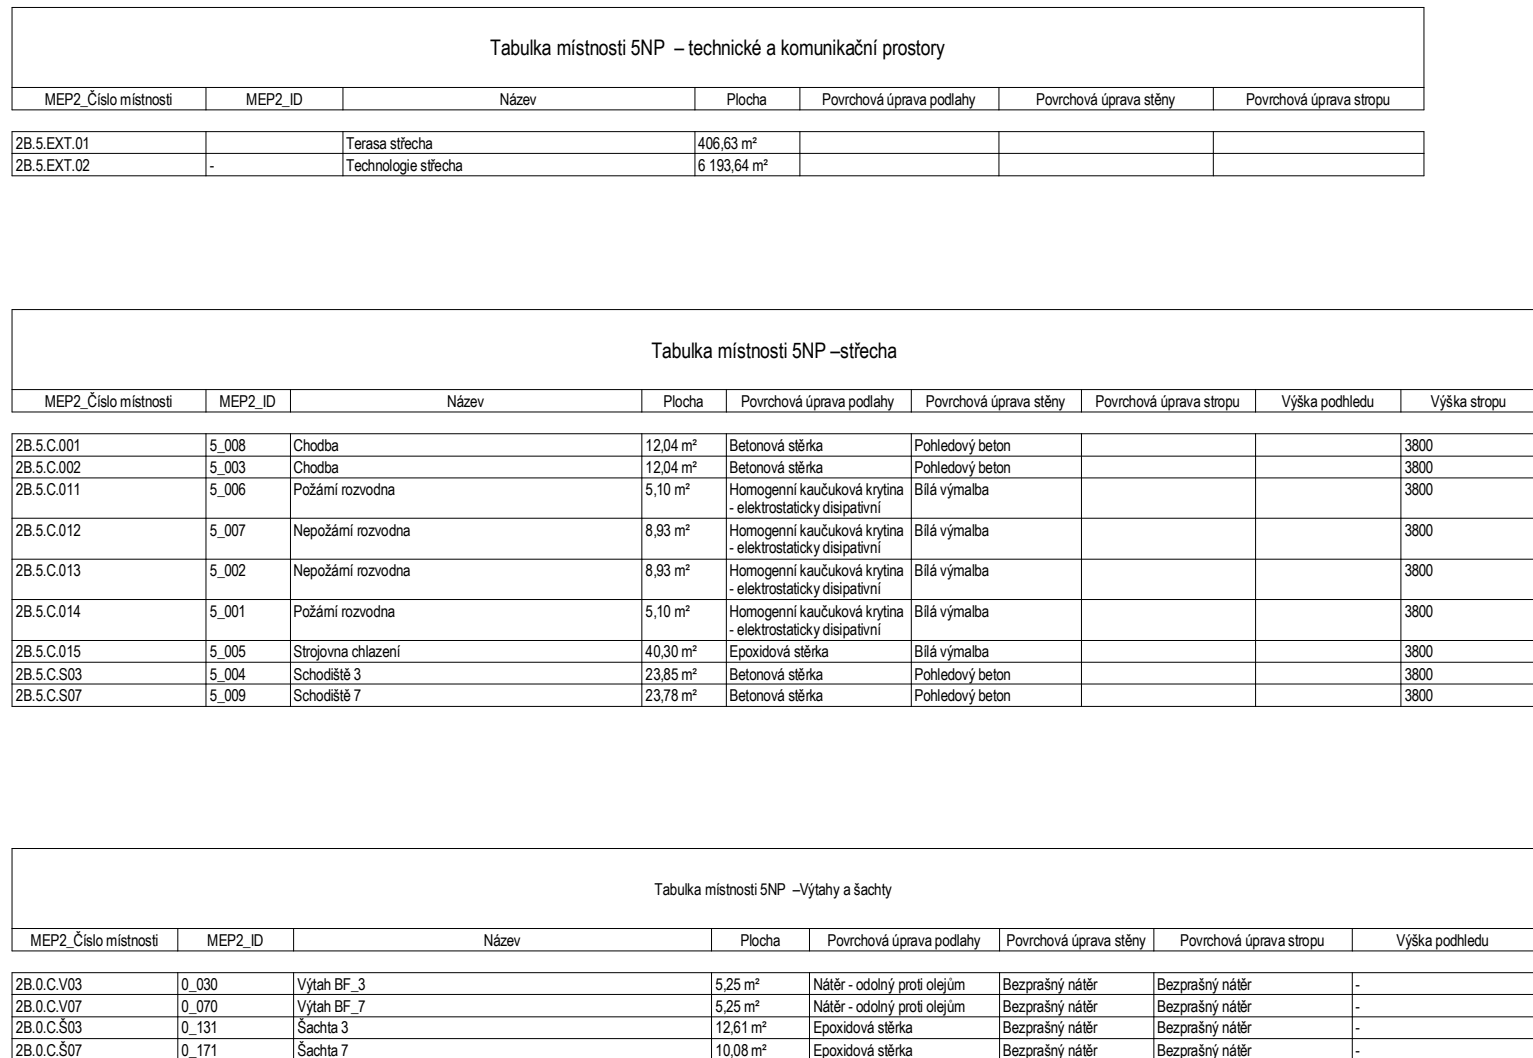 Tabulka místnosti 5NP – technické a komunikační prostory
MEP2_Číslo místnosti MEP2_ID Název Plocha Povrchová úprava podlahy Povrchová úprava stěny Povrchová úprava stropu
2B.5.EXT.01 Terasa střecha 406,63 m²
2B.5.EXT.02 - Technologie střecha 6 193,64 m²
Tabulka místnosti 5NP –střecha
MEP2_Číslo místnosti MEP2_ID Název Plocha Povrchová úprava podlahy Povrchová úprava stěny Povrchová úprava stropu Výška podhledu Výška stropu
2B.5.C.001 5_008 Chodba 12,04 m² Betonová stěrka Pohledový beton 3800
2B.5.C.002 5_003 Chodba 12,04 m² Betonová stěrka Pohledový beton 3800
2B.5.C.011 5_006 Požární rozvodna 5,10 m² Homogenní kaučuková krytina Bílá výmalba 3800
- elektrostaticky disipativní
2B.5.C.012 5_007 Nepožární rozvodna 8,93 m² Homogenní kaučuková krytina Bílá výmalba 3800
- elektrostaticky disipativní
2B.5.C.013 5_002 Nepožární rozvodna 8,93 m² Homogenní kaučuková krytina Bílá výmalba 3800
- elektrostaticky disipativní
2B.5.C.014 5_001 Požární rozvodna 5,10 m² Homogenní kaučuková krytina Bílá výmalba 3800
- elektrostaticky disipativní
2B.5.C.015 5_005 Strojovna chlazení 40,30 m² Epoxidová stěrka Bílá výmalba 3800
2B.5.C.S03 5_004 Schodiště 3 23,85 m² Betonová stěrka Pohledový beton 3800
2B.5.C.S07 5_009 Schodiště 7 23,78 m² Betonová stěrka Pohledový beton 3800
Tabulka místnosti 5NP –Výtahy a šachty
MEP2_Číslo místnosti MEP2_ID Název Plocha Povrchová úprava podlahy Povrchová úprava stěny Povrchová úprava stropu Výška podhledu
2B.0.C.V03 0_030 Výtah BF_3 5,25 m² Nátěr - odolný proti olejům Bezprašný nátěr Bezprašný nátěr -
2B.0.C.V07 0_070 Výtah BF_7 5,25 m² Nátěr - odolný proti olejům Bezprašný nátěr Bezprašný nátěr -
2B.0.C.Š03 0_131 Šachta 3 12,61 m² Epoxidová stěrka Bezprašný nátěr Bezprašný nátěr -
2B.0.C.Š07 0_171 Šachta 7 10,08 m² Epoxidová stěrka Bezprašný nátěr Bezprašný nátěr -